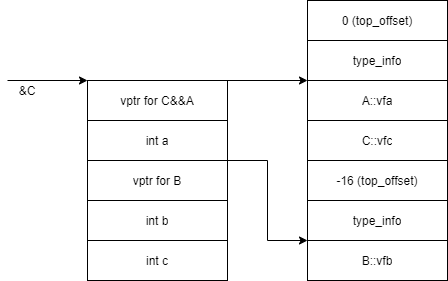 &C
vptr for C&&A
int a
vptr for B
int b
int c
0 (top_offset)
type_info
A::vfa
C::vfc
-16 (top_offset)
type_info
B::vfb